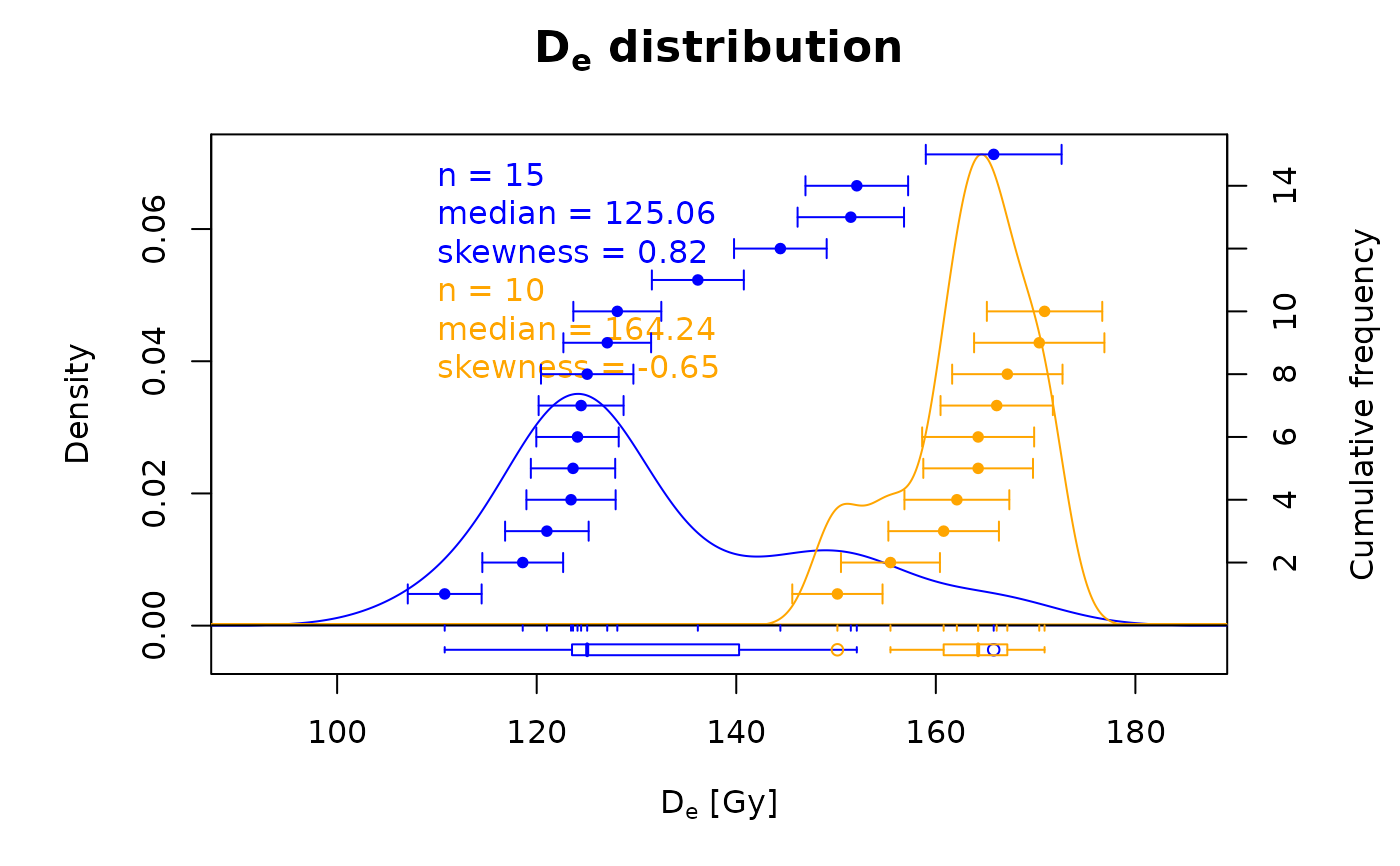 De distribution
n = 15
median = 125.06
skewness = 0.82
n = 10
median = 164.24
skewness = -0.65
Density
0.00 0.02 0.04 0.06
Cumulative frequency
2 4 6 8 10 14
100 120 140 160 180
De [Gy]